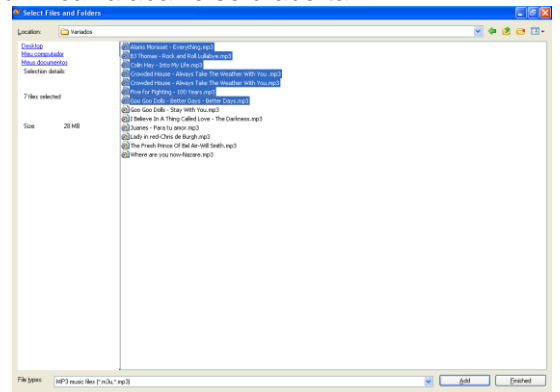 Select Files and Folders
Location: Variados
Desktop
Meu computador
Meus documentos
Selection details:
7 files selected
Size: 28 MB
Alanis Morisset - Everything.mp3
BJ Thomas - Rock and Roll Lullabye.mp3
Colin Hay - Into My Life.mp3
Crowded House - Always Take The Weather With You .mp3
Crowded House - Always Take The Weather With You.mp3
Five for Fighting - 100 Years.mp3
Goo Goo Dolls - Better Days - Better Days.mp3
Goo Goo Dolls - Stay With You.mp3
I Believe In A Thing Called Love - The Darkness.mp3
Juanes - Para tu amor.mp3
Lady in red-Chris de Burgh.mp3
The Fresh Prince Of Bel Air-Will Smith.mp3
Where are you now-Nazare.mp3
File types: MP3 music files (*.m3u,*.mp3)
Add
Finished